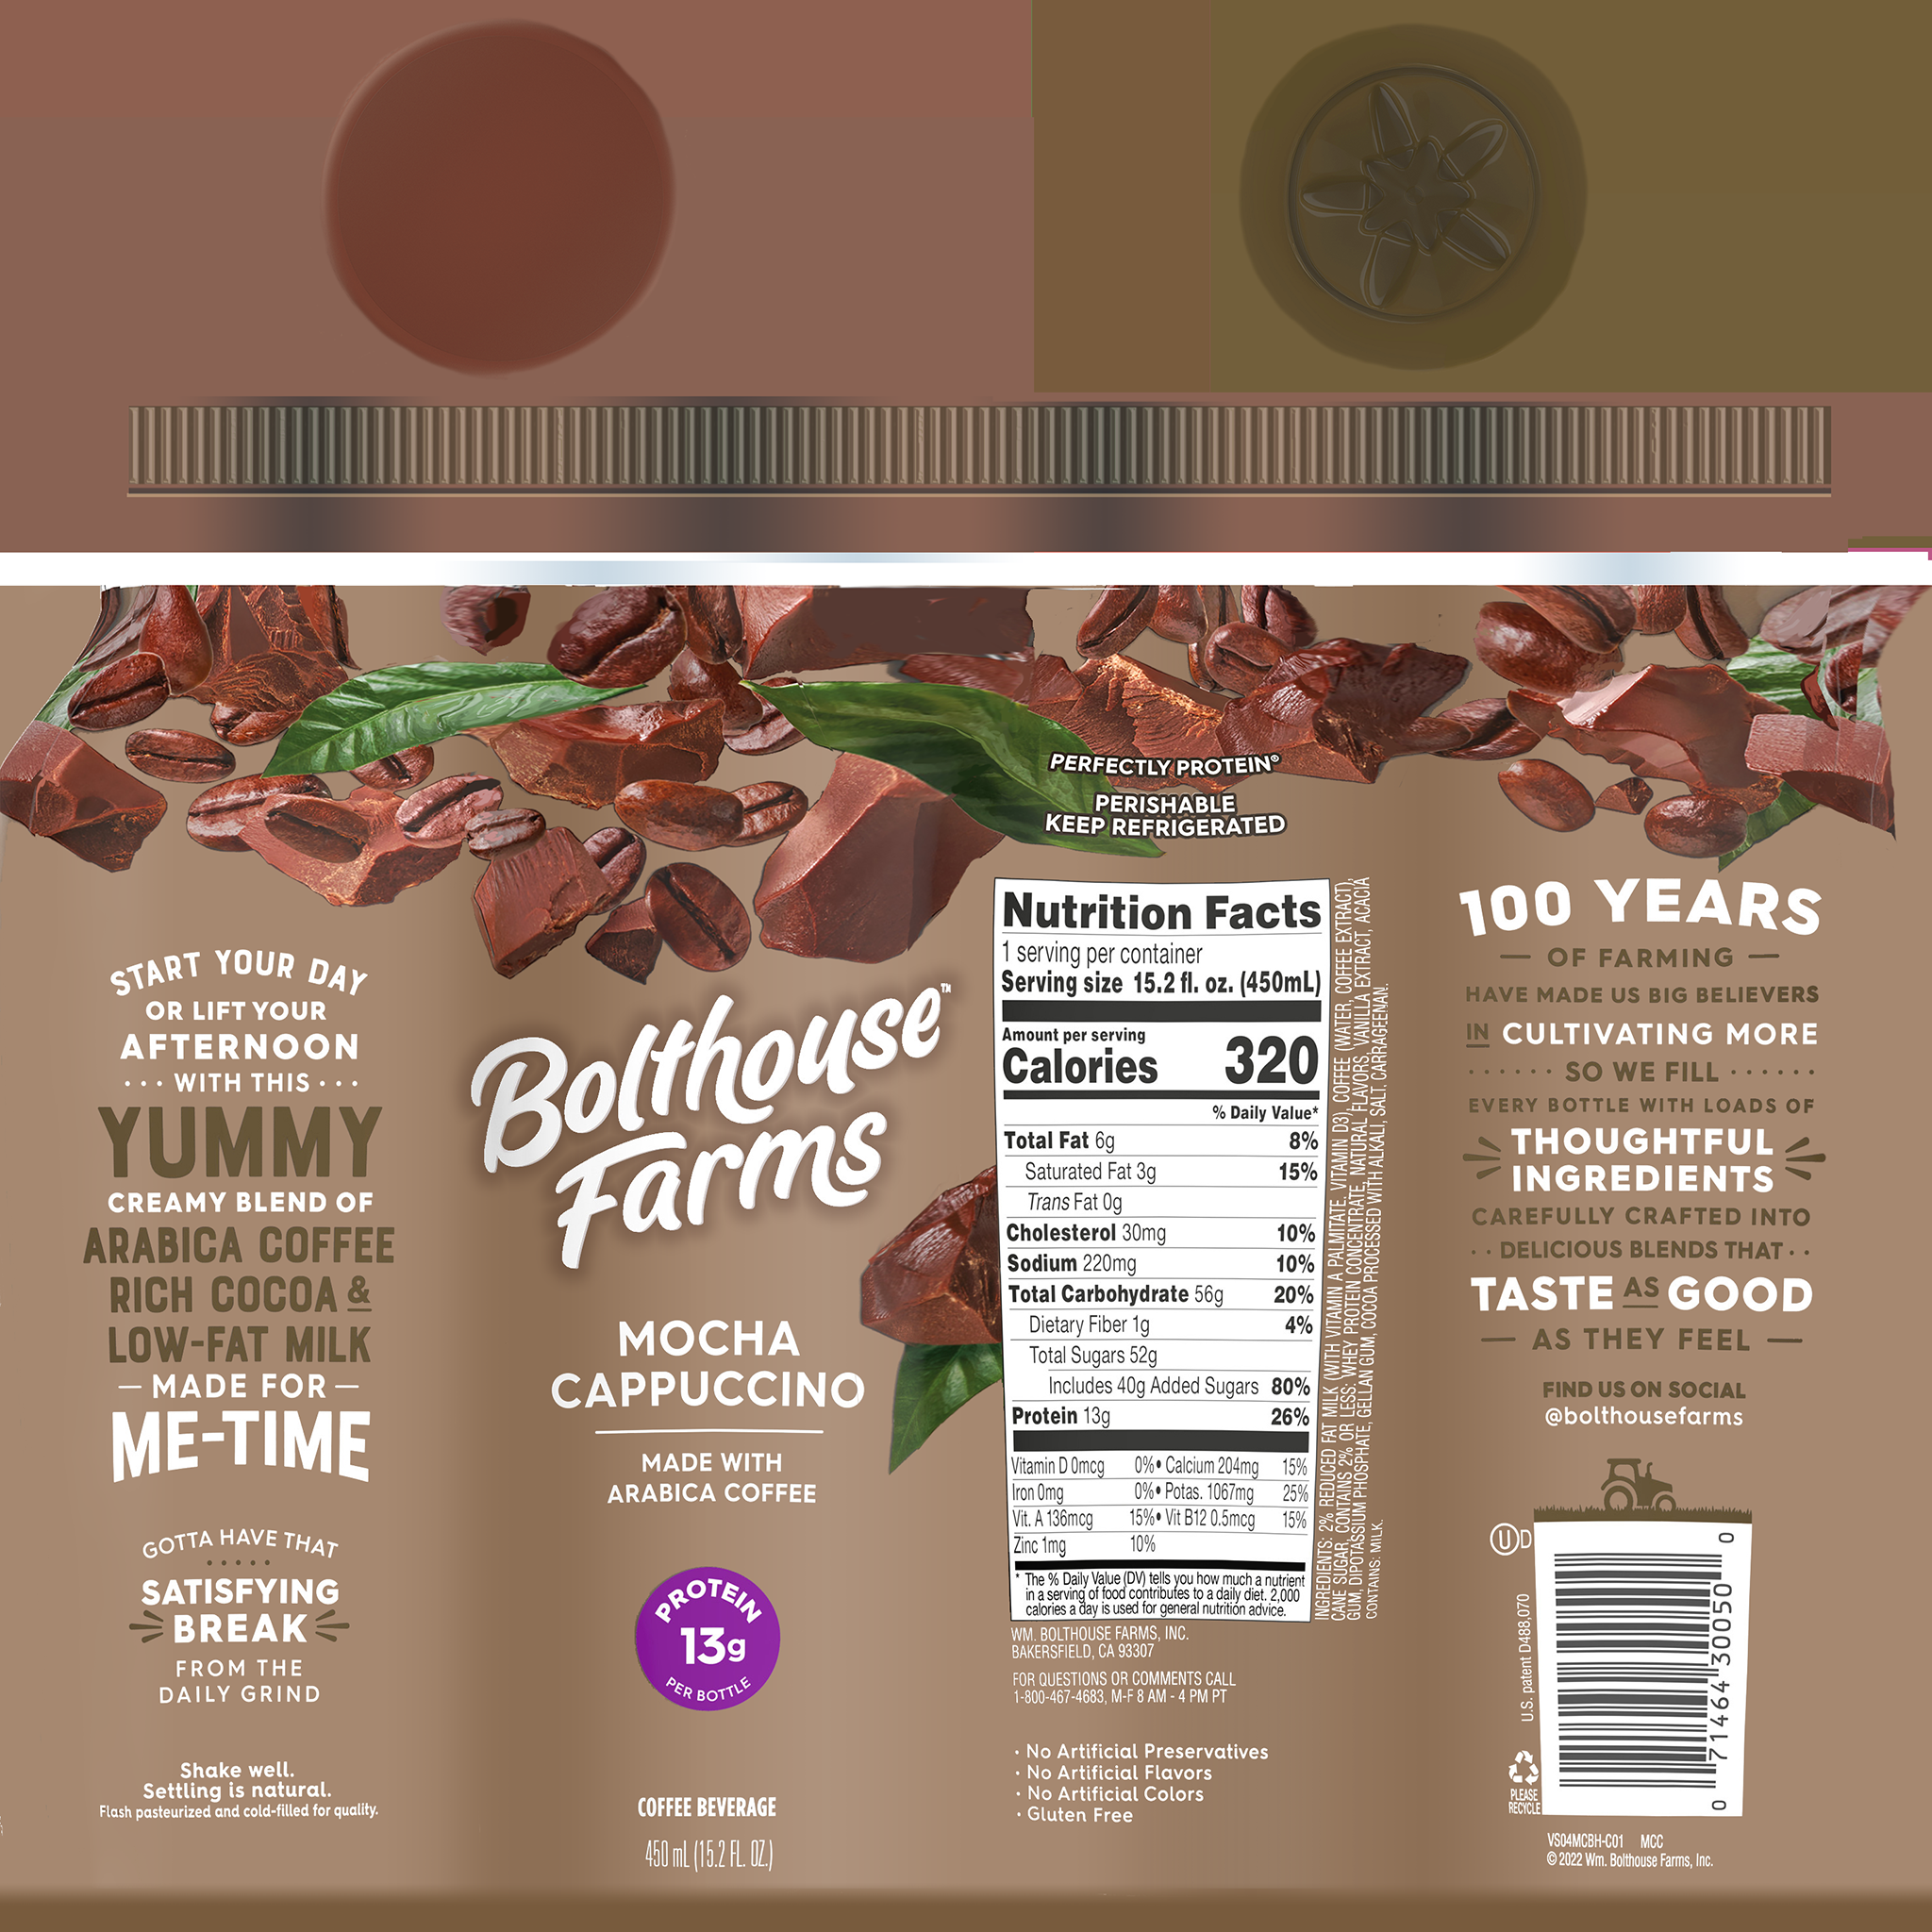 START YOUR DAY
OR LIFT YOUR
AFTERNOON
WITH THIS
YUMMY
CREAMY BLEND OF
ARABICA COFFEE
RICH COCOA &
LOW-FAT MILK
MADE FOR
ME-TIME
GOTTA HAVE THAT
SATISFYING
BREAK
FROM THE
DAILY GRIND
Shake well.
Settling is natural.
Flash pasteurized and cold-filled for quality.
Bolthouse™
Farms
MOCHA
CAPPUCCINO
MADE WITH
ARABICA COFFEE
PROTEIN
13g
PER BOTTLE
COFFEE BEVERAGE
450 mL (15.2 FL. OZ.)
PERFECTLY PROTEIN®
PERISHABLE
KEEP REFRIGERATED
Nutrition Facts
1 serving per container
Serving size 15.2 fl. oz. (450mL)
Amount per serving
Calories 320
% Daily Value*
Total Fat 6g 8%
Saturated Fat 3g 15%
Trans Fat 0g
Cholesterol 30mg 10%
Sodium 220mg 10%
Total Carbohydrate 56g 20%
Dietary Fiber 1g 4%
Total Sugars 52g
Includes 40g Added Sugars 80%
Protein 13g 26%
Vitamin D 0mcg 0% • Calcium 204mg 15%
Iron 0mg 0% • Potas. 1067mg 25%
Vit. A 136mcg 15% • Vit B12 0.5mcg 15%
Zinc 1mg 10%
* The % Daily Value (DV) tells you how much a nutrient
in a serving of food contributes to a daily diet. 2,000
calories a day is used for general nutrition advice.
INGREDIENTS: 2% REDUCED FAT MILK (WITH VITAMIN A PALMITATE, VITAMIN D3), COFFEE (WATER, COFFEE EXTRACT),
CANE SUGAR, CONTAINS 2% OR LESS: WHEY PROTEIN CONCENTRATE, NATURAL FLAVORS, VANILLA EXTRACT, ACACIA
GUM, DIPOTASSIUM PHOSPHATE, GELLAN GUM, COCOA PROCESSED WITH ALKALI, SALT, CARRAGEENAN.
CONTAINS: MILK.
WM. BOLTHOUSE FARMS, INC.
BAKERSFIELD, CA 93307
FOR QUESTIONS OR COMMENTS CALL
1-800-467-4683, M-F 8 AM - 4 PM PT
• No Artificial Preservatives
• No Artificial Flavors
• No Artificial Colors
• Gluten Free
100 YEARS
OF FARMING
HAVE MADE US BIG BELIEVERS
IN CULTIVATING MORE
SO WE FILL
EVERY BOTTLE WITH LOADS OF
THOUGHTFUL
INGREDIENTS
CAREFULLY CRAFTED INTO
DELICIOUS BLENDS THAT
TASTE AS GOOD
AS THEY FEEL
FIND US ON SOCIAL
@bolthousefarms
U D
U.S. patent D488,070
PLEASE
RECYCLE
0 71464 30050 0
VS04MCBH-C01 MCC
© 2022 Wm. Bolthouse Farms, Inc.